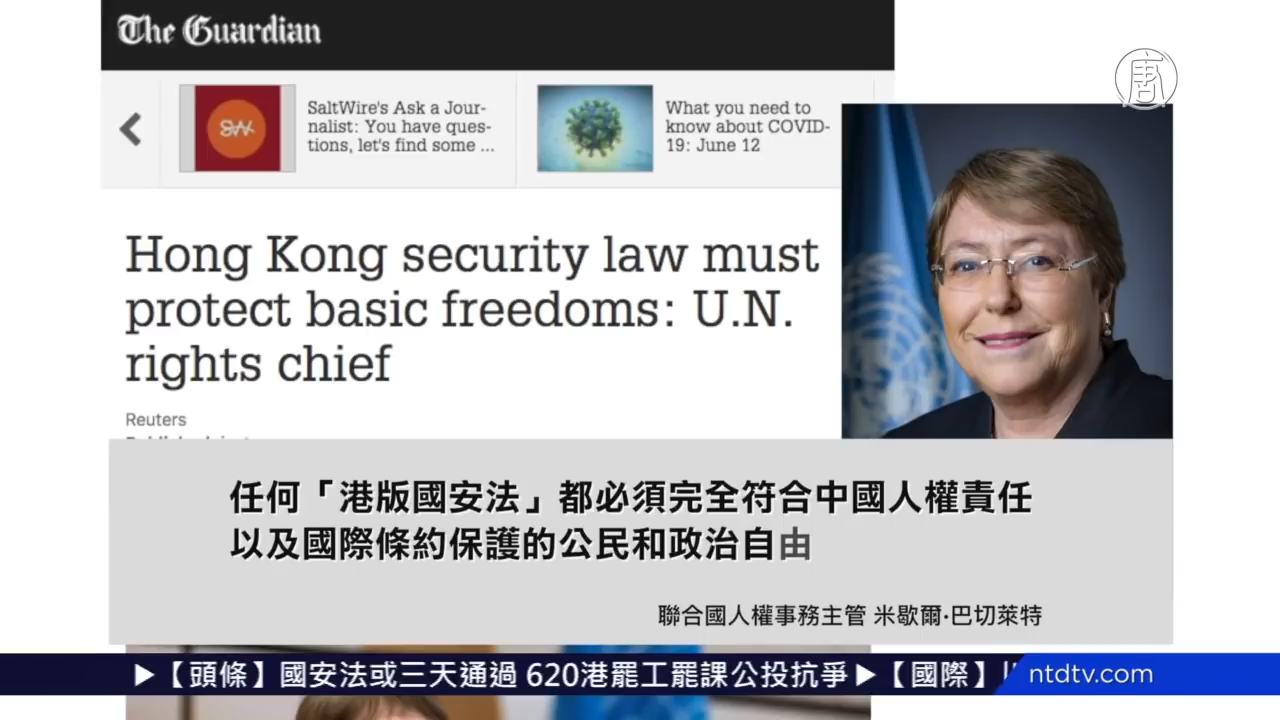 The Guardian
SW
SaltWire's Ask a Jour-
nalist: You have ques-
tions, let's find some ...
What you need to
know about COVID-
19: June 12
Hong Kong security law must
protect basic freedoms: U.N.
rights chief
Reuters
任何「港版國安法」都必須完全符合中國人權責任
以及國際條約保護的公民和政治自由
聯合國人權事務主管 米歇爾·巴切萊特
▶【頭條】國安法或三天通過 620港罷工罷課公投抗爭▶【國際】
ntdtv.com